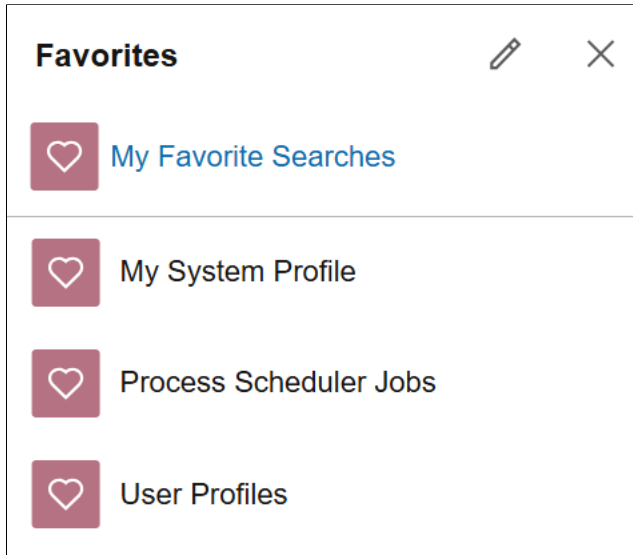 Favorites
My Favorite Searches
My System Profile
Process Scheduler Jobs
User Profiles